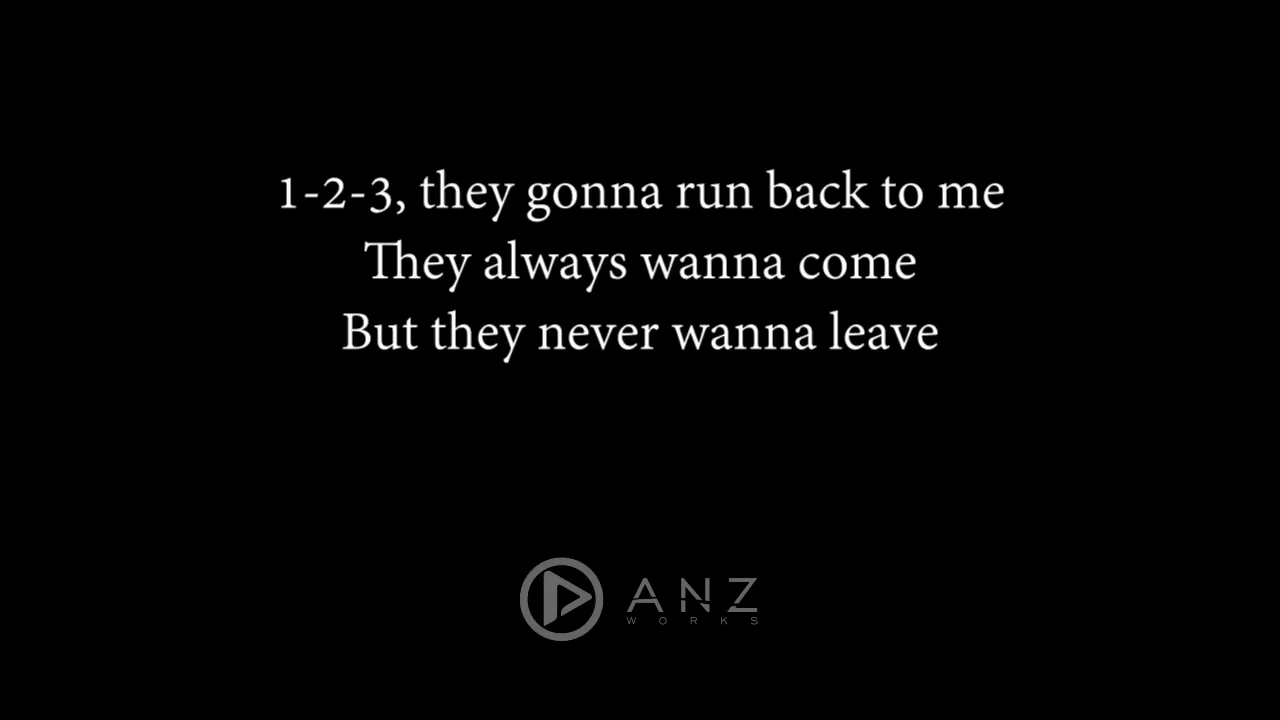 1-2-3, they gonna run back to me
They always wanna come
But they never wanna leave
ANZ
WORKS